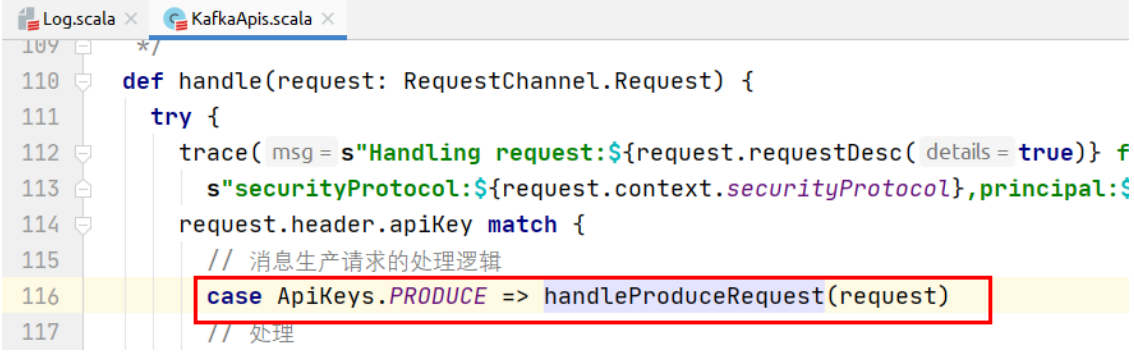 Log.scala KafkaApis.scala
109 */
110 def handle(request: RequestChannel.Request) {
111 try {
112 trace( msg = s"Handling request:${request.requestDesc( details = true)} f
113 s"securityProtocol:${request.context.securityProtocol},principal:$
114 request.header.apiKey match {
115 // 消息生产请求的处理逻辑
116 case ApiKeys.PRODUCE => handleProduceRequest(request)
117 // 处理